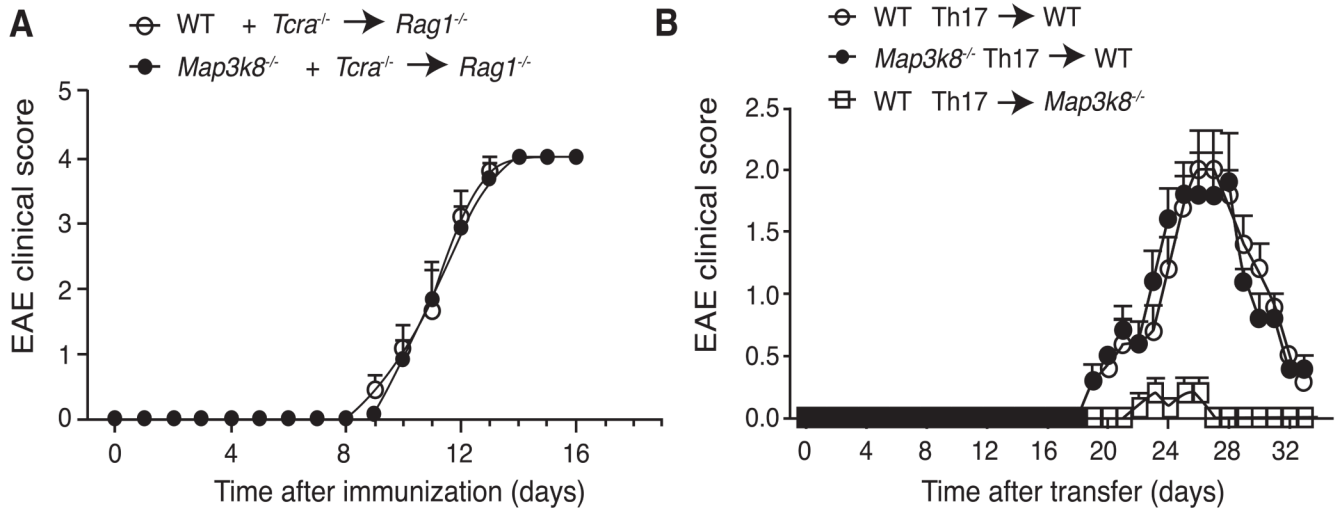 A
WT + Tcra-/- → Rag1-/-
Map3k8-/- + Tcra-/- → Rag1-/-
EAE clinical score
5
4
3
2
1
0
0 4 8 12 16
Time after immunization (days)
B
WT Th17 → WT
Map3k8-/- Th17 → WT
WT Th17 → Map3k8-/-
EAE clinical score
2.5
2.0
1.5
1.0
0.5
0.0
0 4 8 12 16 20 24 28 32
Time after transfer (days)